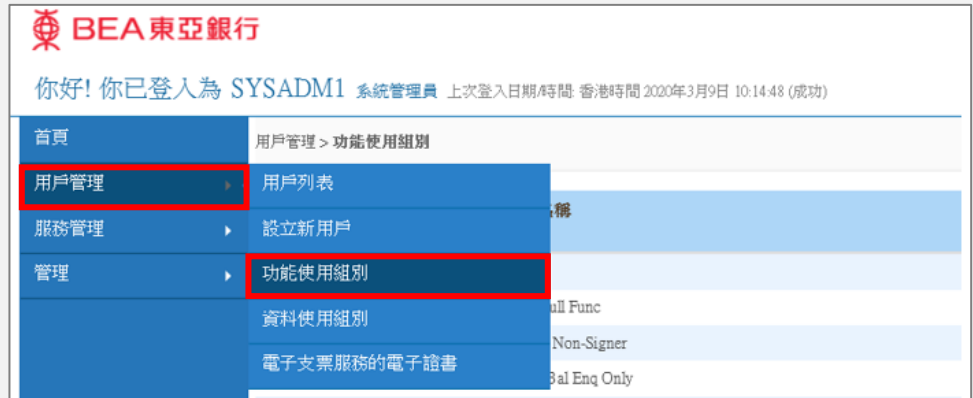 BEA東亞銀行
你好! 你已登入為 SYSADM1 系統管理員 上次登入日期/時間: 香港時間 2020年3月9日 10:14:48 (成功)
首頁
用戶管理 > 功能使用組別
用戶管理
用戶列表
稱
服務管理
設立新用戶
管理
功能使用組別
資料使用組別
Func
Non-Signer
電子支票服務的電子證書
Enq Only